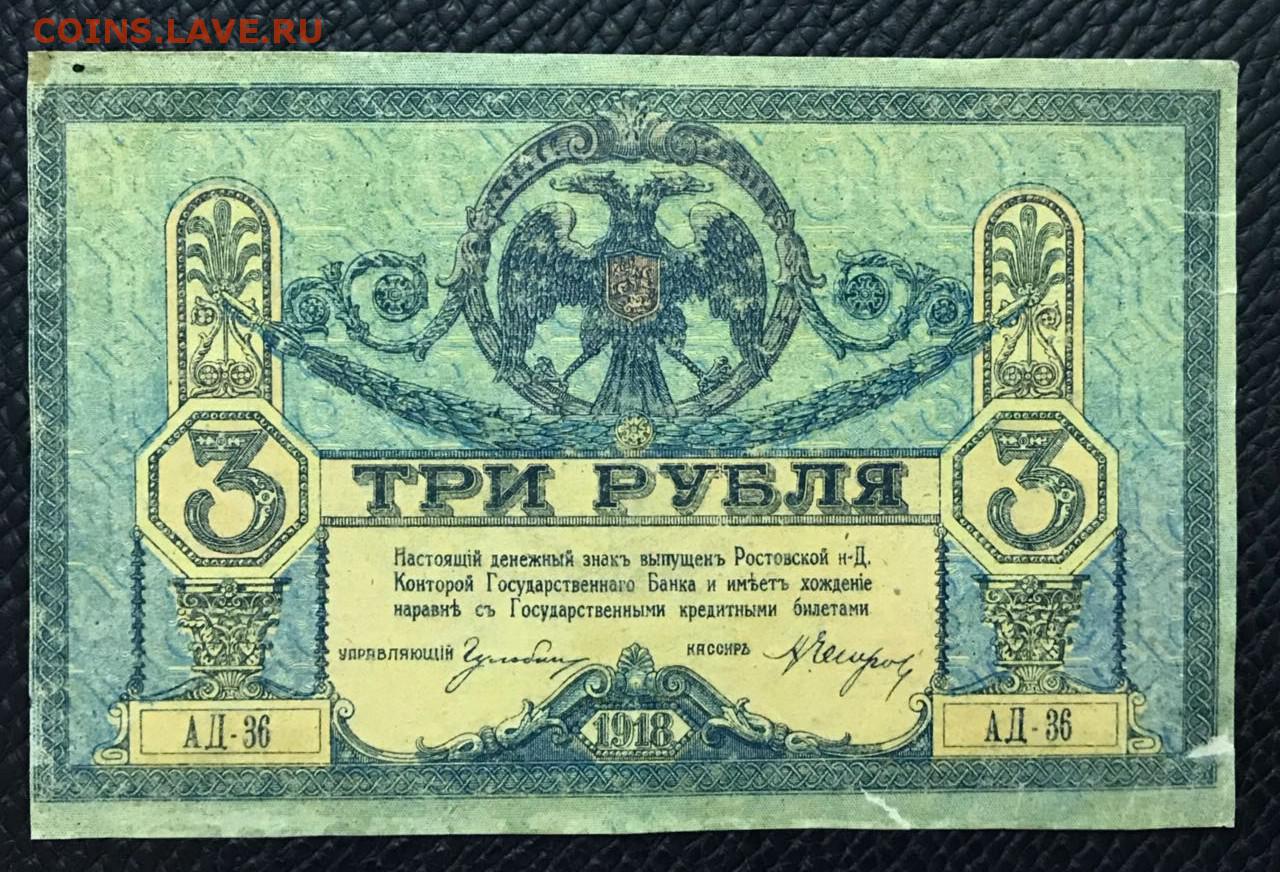 COINS.LAVE.RU
3
ТРИ РУБЛЯ
3
Настоящій денежный знакъ выпущенъ Ростовской н-Д.
Конторой Государственнаго Банка и имѣетъ хожденіе
наравнѣ съ Государственными кредитными билетами
УПРАВЛЯЮЩІЙ
КАССИРЪ
АД-36
1918
АД-36